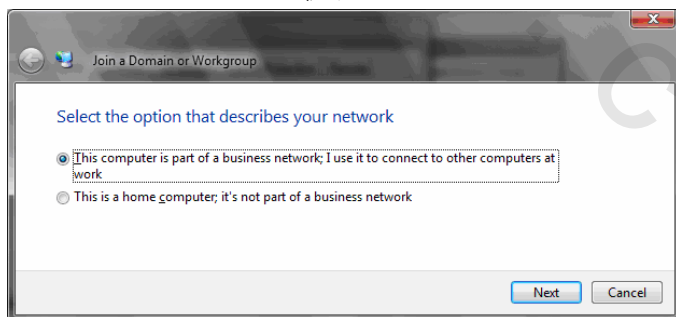 Join a Domain or Workgroup
Select the option that describes your network
This computer is part of a business network; I use it to connect to other computers at
work
This is a home computer; it's not part of a business network
Next Cancel